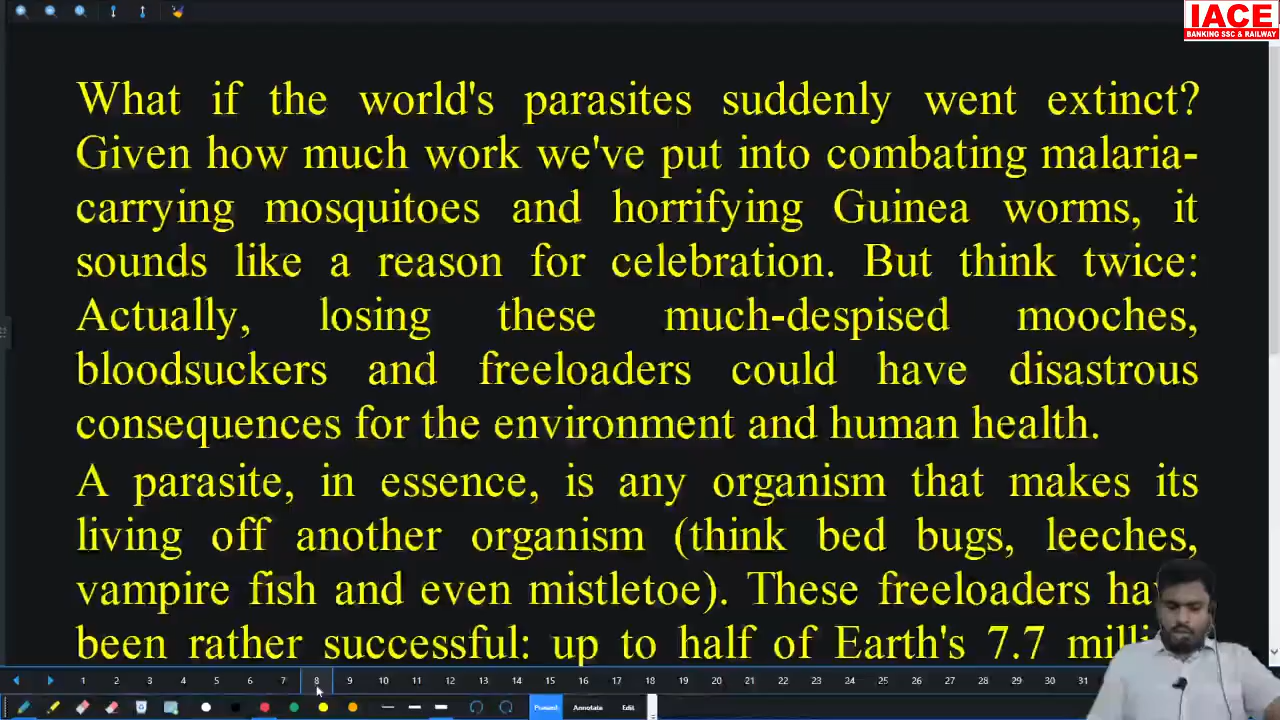 IACE
BANKING SSC & RAILWAY
What if the world's parasites suddenly went extinct?
Given how much work we've put into combating malaria-
carrying mosquitoes and horrifying Guinea worms, it
sounds like a reason for celebration. But think twice:
Actually, losing these much-despised mooches,
bloodsuckers and freeloaders could have disastrous
consequences for the environment and human health.
A parasite, in essence, is any organism that makes its
living off another organism (think bed bugs, leeches,
vampire fish and even mistletoe). These freeloaders
been rather successful: up to half of Earth's 7.7
1 2 3 4 5 6 7 8 9 10 11 12 13 14 15 16 17 18 19 20 21 22 23 24 25 26 27 28 29 30 31
Present Annotate Edit